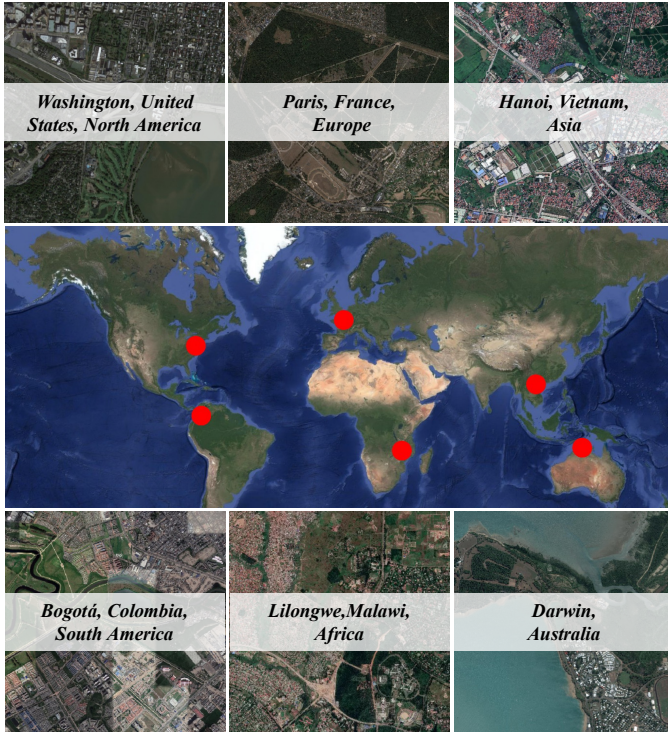 Washington, United
States, North America
Paris, France,
Europe
Hanoi, Vietnam,
Asia
Bogotá, Colombia,
South America
Lilongwe,Malawi,
Africa
Darwin,
Australia